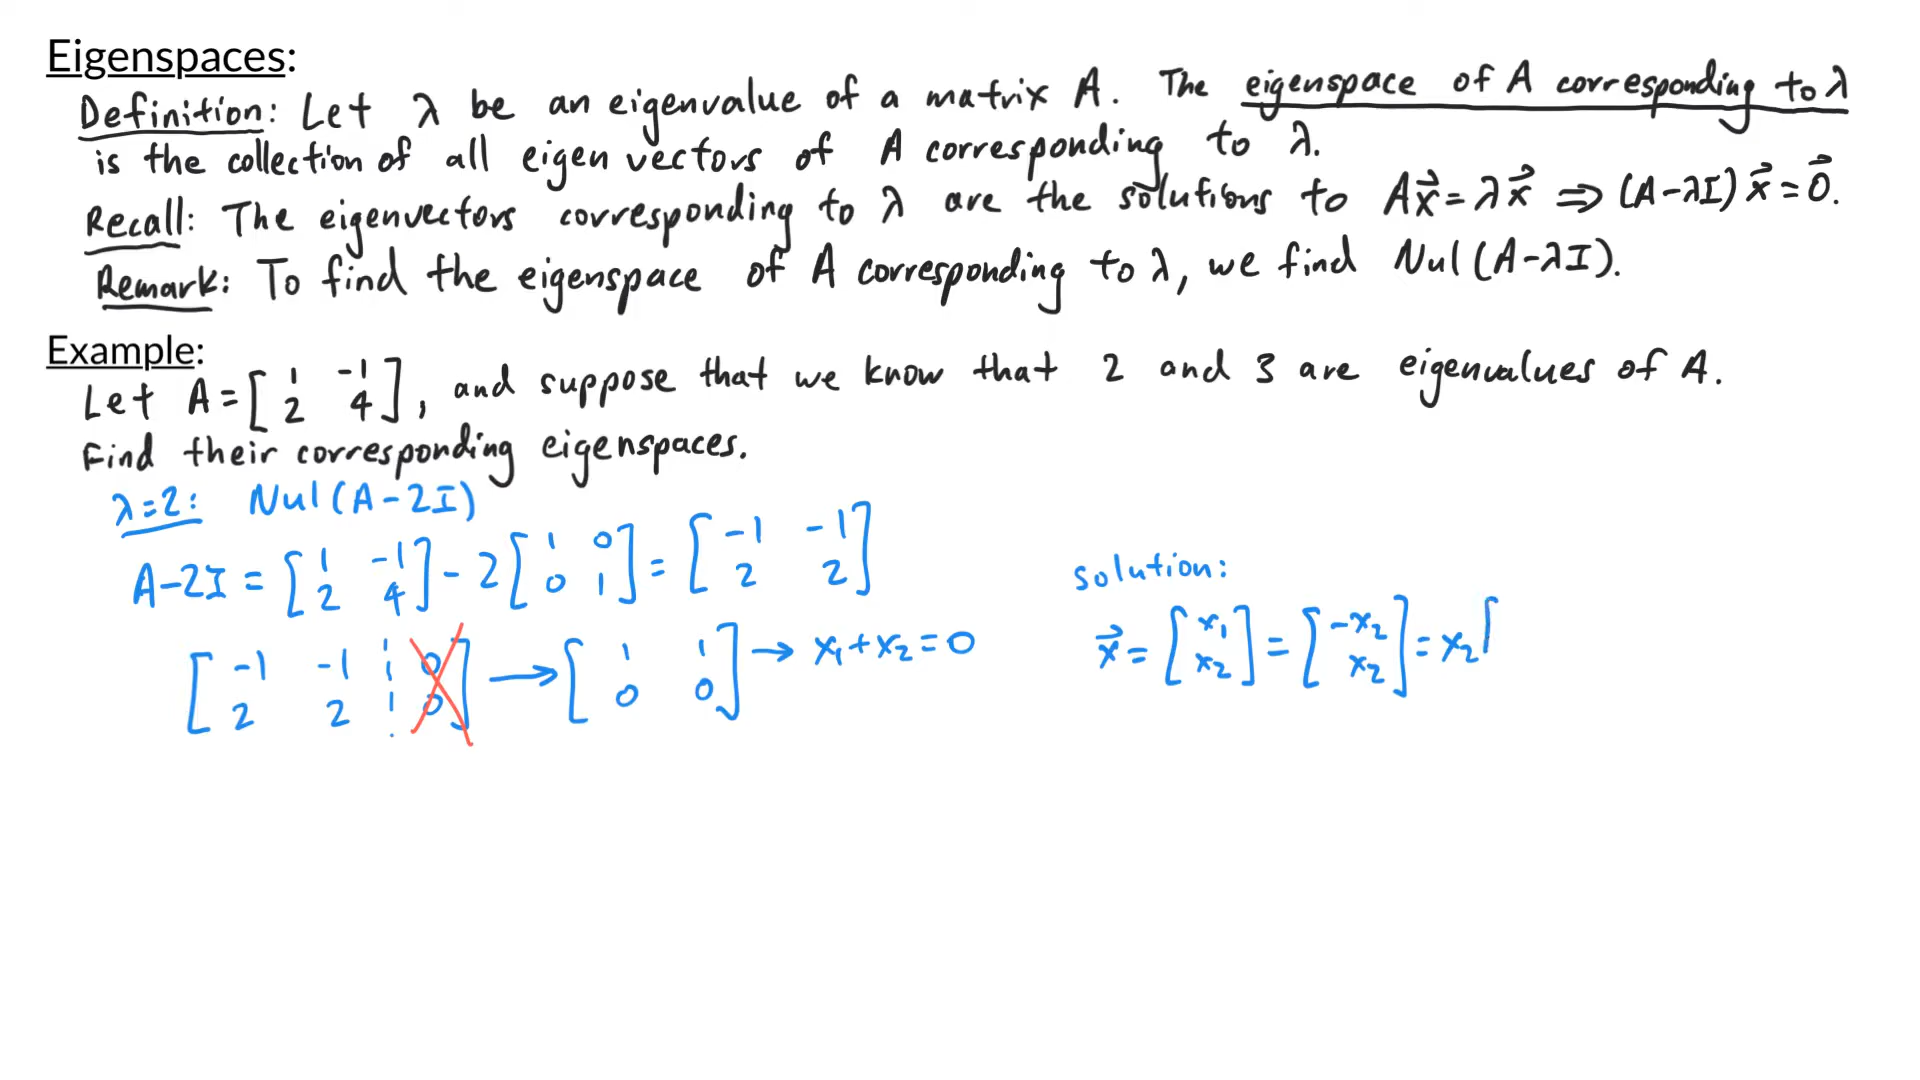 Eigenspaces:
Definition: Let λ be an eigenvalue of a matrix A. The eigenspace of A corresponding to λ
is the collection of all eigen vectors of A corresponding to λ.
Recall: The eigenvectors corresponding to λ are the solutions to Ax⃗ = λx⃗ ⇒ (A-λI)x⃗ = 0⃗.
Remark: To find the eigenspace of A corresponding to λ, we find Nul(A-λI).
Example:
Let A = [1 -1; 2 4], and suppose that we know that 2 and 3 are eigenvalues of A.
Find their corresponding eigenspaces.
λ=2: Nul(A-2I)
A-2I = [1 -1; 2 4] - 2[1 0; 0 1] = [-1 -1; 2 2]
[-1 -1 | 0; 2 2 | 0] → [1 1; 0 0] → x₁+x₂=0
solution:
x⃗ = [x₁; x₂] = [-x₂; x₂] = x₂[